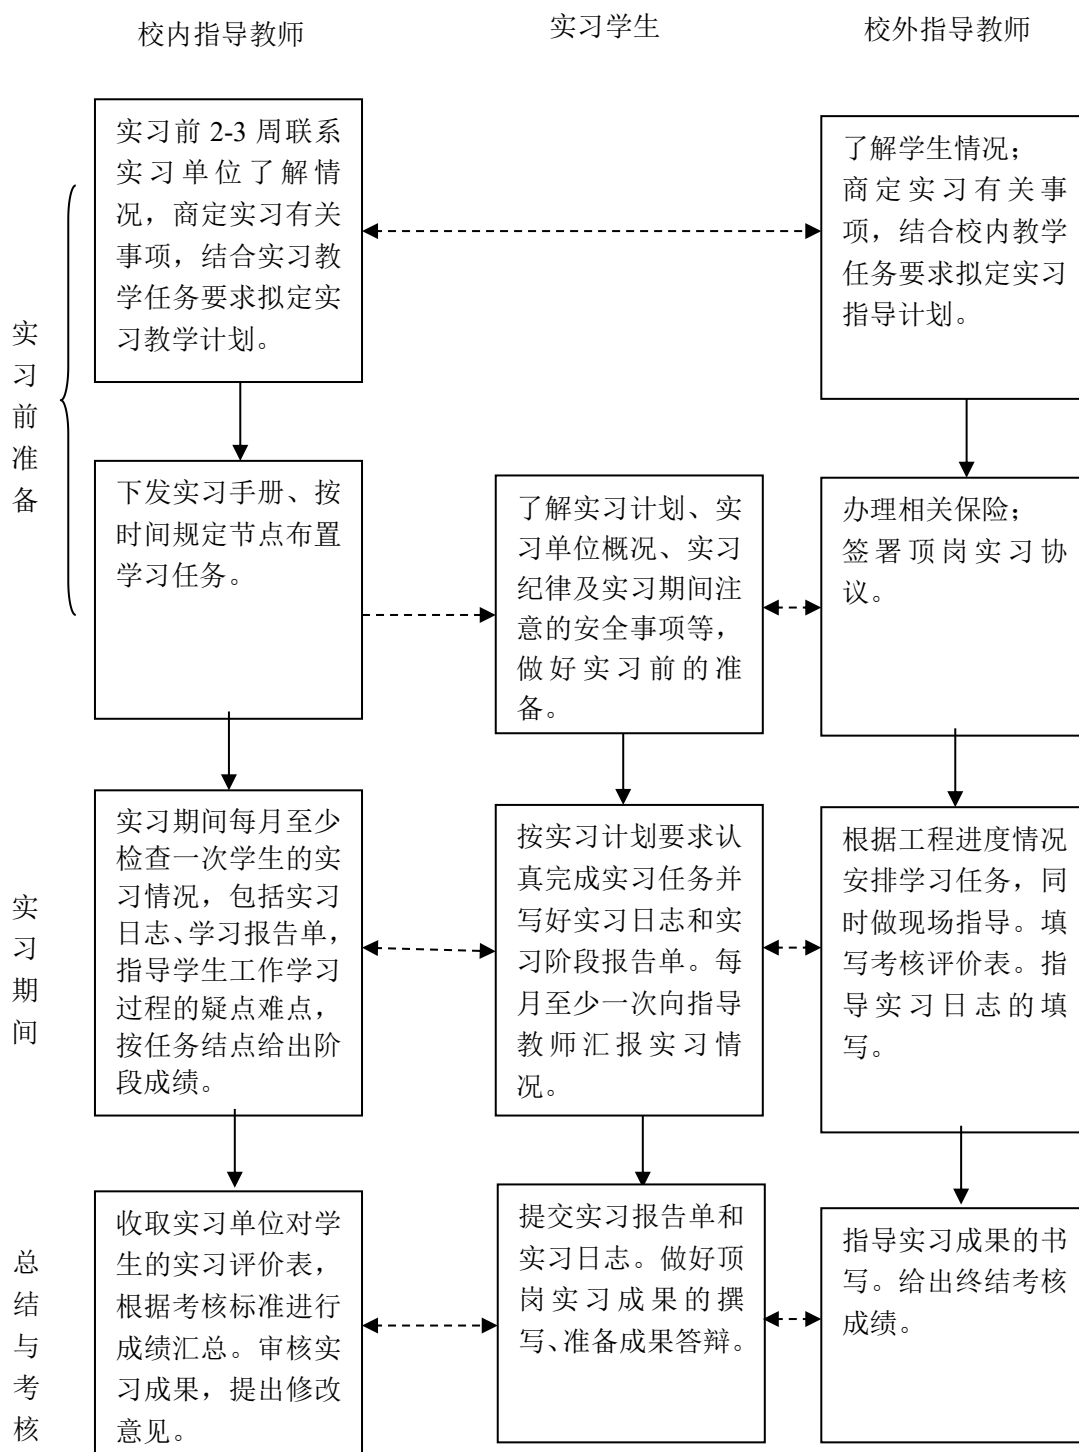 校内指导教师
实习学生
校外指导教师
实习前准备
实习前 2-3 周联系
实习单位了解情
况，商定实习有关
事项，结合实习教
学任务要求拟定实
习教学计划。
了解学生情况；
商定实习有关事
项，结合校内教学
任务要求拟定实习
指导计划。
下发实习手册、按
时间规定节点布置
学习任务。
了解实习计划、实
习单位概况、实习
纪律及实习期间注
意的安全事项等，
做好实习前的准
备。
办理相关保险；
签署顶岗实习协
议。
实习期间
实习期间每月至少
检查一次学生的实
习情况，包括实习
日志、学习报告单，
指导学生工作学习
过程的疑点难点，
按任务结点给出阶
段成绩。
按实习计划要求认
真完成实习任务并
写好实习日志和实
习阶段报告单。每
月至少一次向指导
教师汇报实习情
况。
根据工程进度情况
安排学习任务，同
时做现场指导。填
写考核评价表。指
导实习日志的填
写。
总结与考核
收取实习单位对学
生的实习评价表，
根据考核标准进行
成绩汇总。审核实
习成果，提出修改
意见。
提交实习报告单和
实习日志。做好顶
岗实习成果的撰
写、准备成果答辩。
指导实习成果的书
写。给出终结考核
成绩。